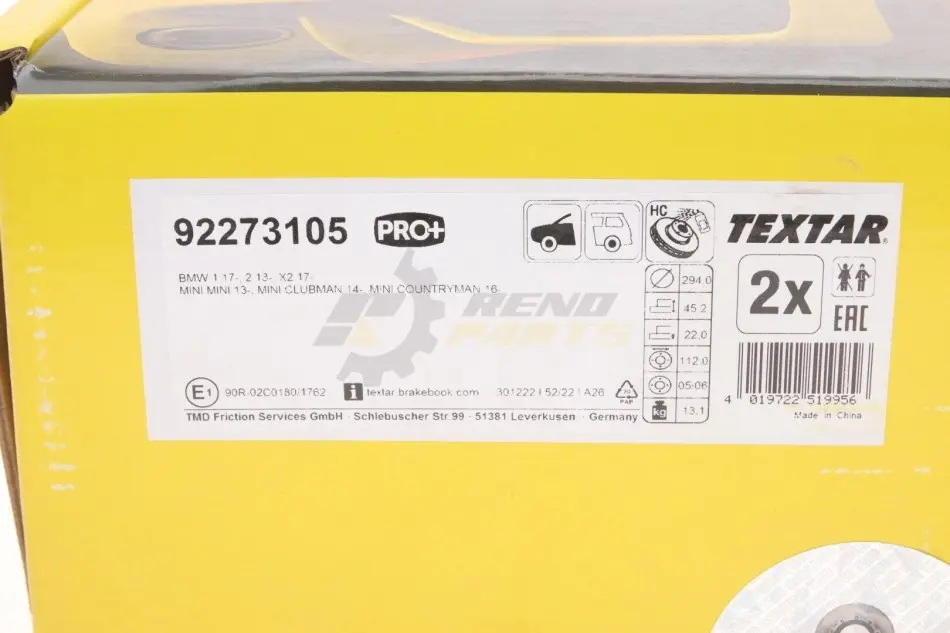 92273105 PRO+
HC
TEXTAR®
BMW 1 17-, 2 13-, X2 17-
MINI MINI 13-, MINI CLUBMAN 14-, MINI COUNTRYMAN 16-
RENO
PARTS
294.0
45.2
22.0
112.0
05.06
kg 13.1
2x
EAC
E1 90R-02C0180/1762 i textar brakebook.com 301222 I 52/22 I A26 PAP
TMD Friction Services GmbH · Schlebuscher Str.99 · 51381 Leverkusen · Germany
4 019722 519956
Made in China